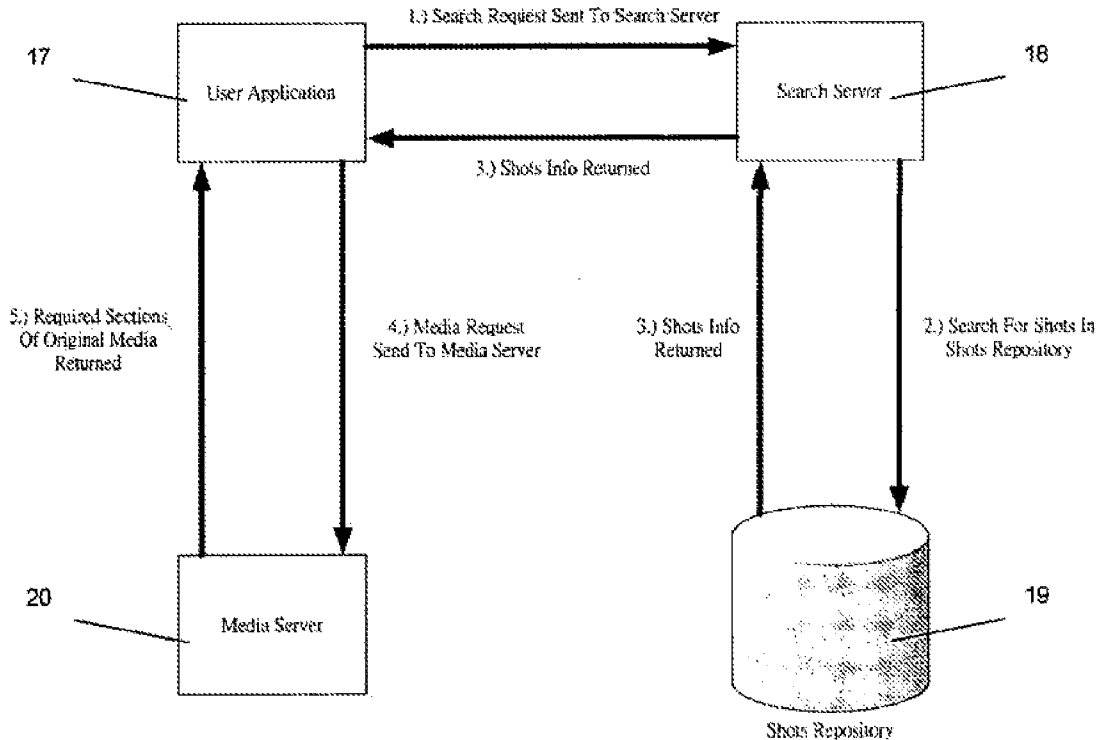 1.) Search Request Sent To Search Server
17
18
User Application
Search Server
3.) Shots Info Returned
5.) Required Sections
Of Original Media
Returned
4.) Media Request
Send To Media Server
3.) Shots Info
Returned
2.) Search For Shots In
Shots Repository
20
19
Media Server
Shots Repository